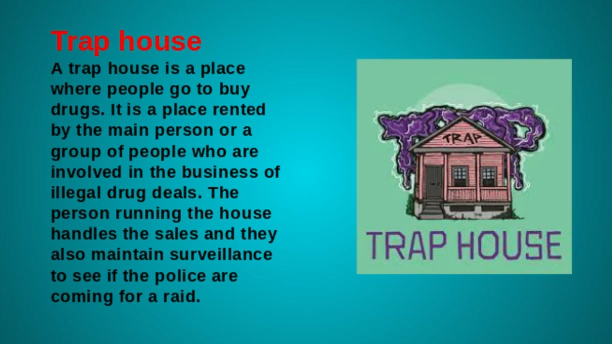 Trap house
A trap house is a place
where people go to buy
drugs. It is a place rented
by the main person or a
group of people who are
involved in the business of
illegal drug deals. The
person running the house
handles the sales and they
also maintain surveillance
to see if the police are
coming for a raid.
TRAP
TRAP HOUSE